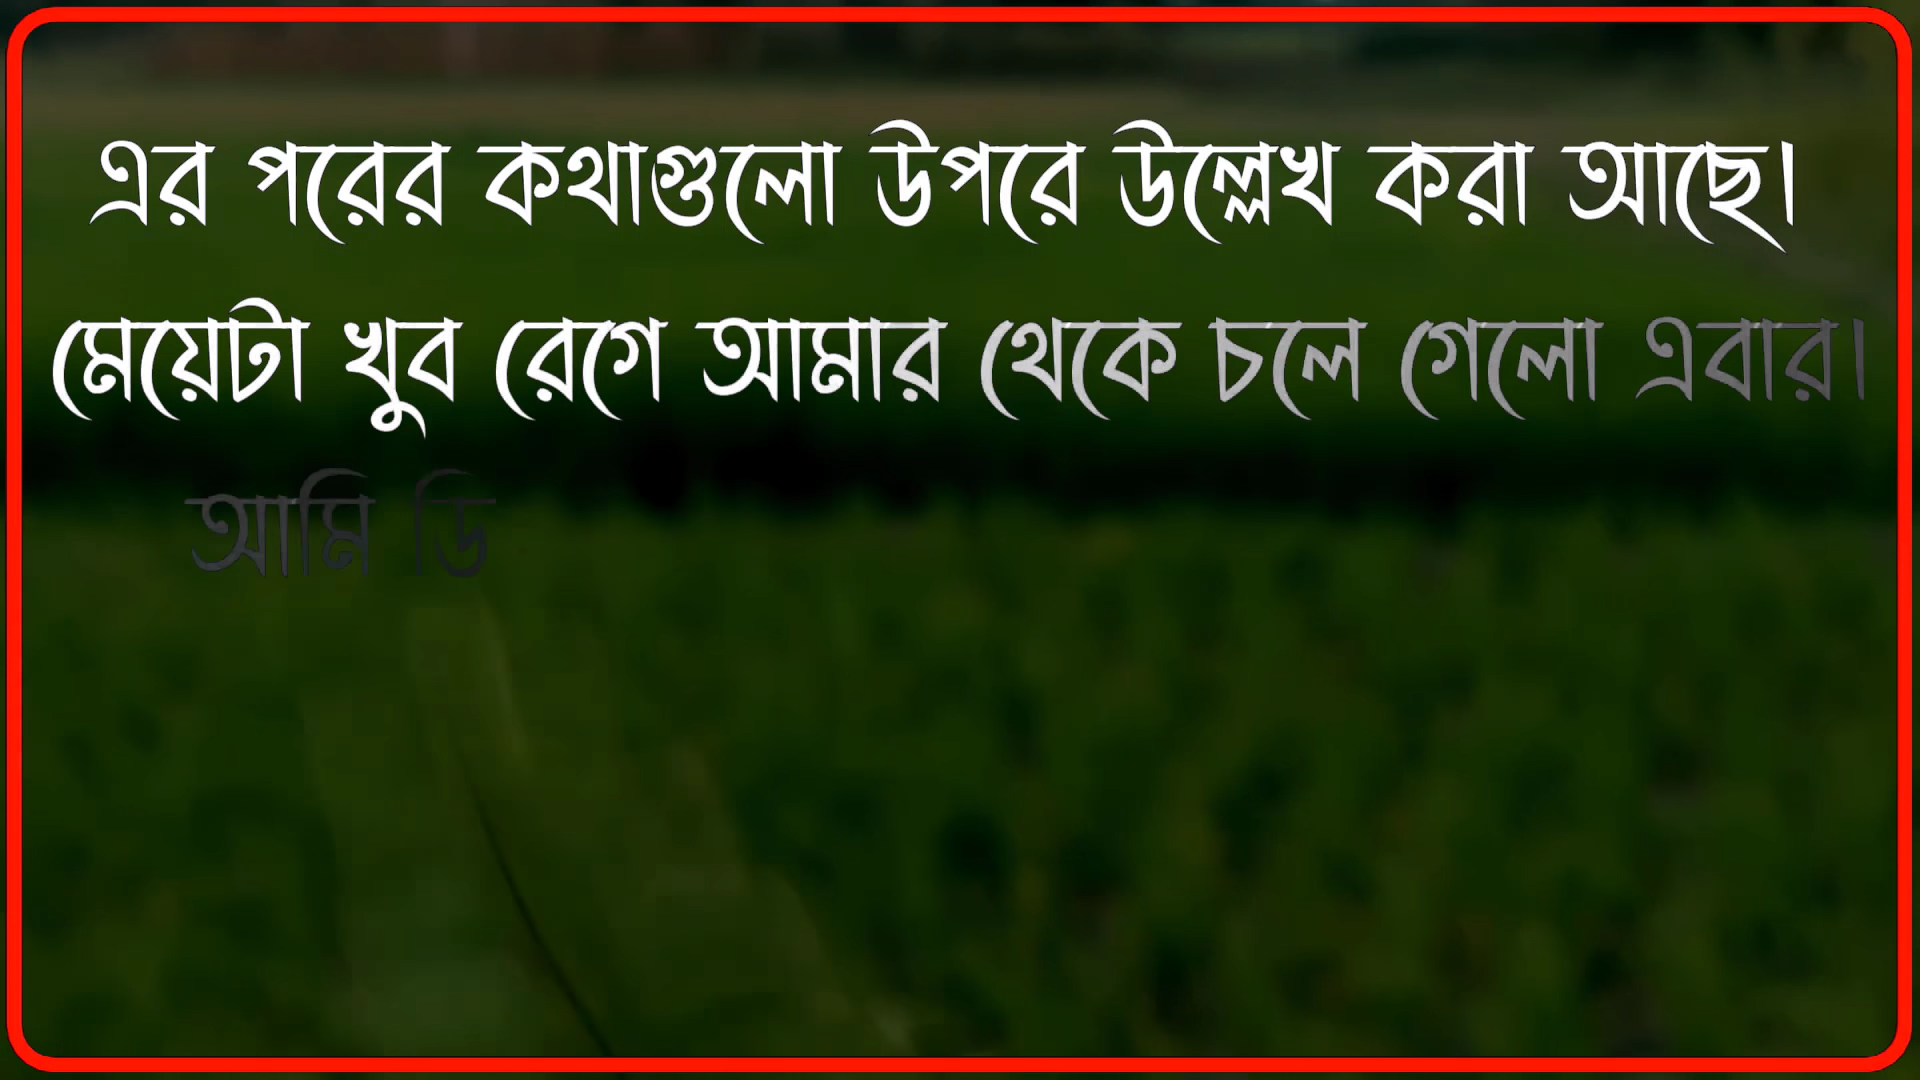 এর পরের কথাগুলো উপরে উল্লেখ করা আছে।
মেয়েটা খুব রেগে আমার থেকে চলে গেলো এবার।
আমি ডি